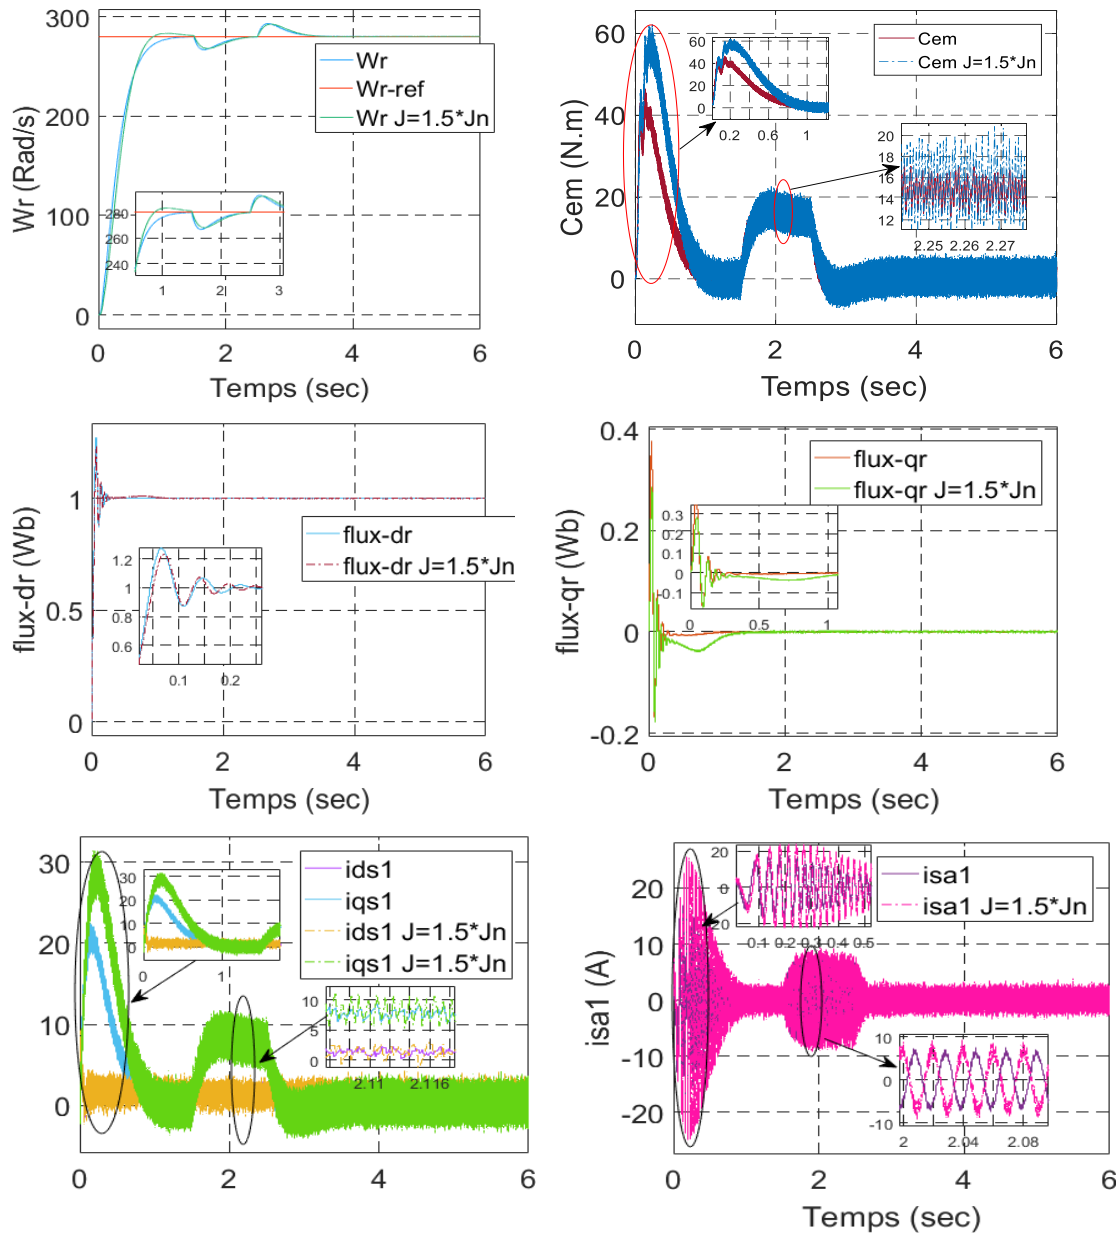 300
200
100
0
Wr (Rad/s)
Wr
Wr-ref
Wr J=1.5*Jn
280
260
240
1 2 3
0 2 4 6
Temps (sec)
60
40
20
0
Cem (N.m)
Cem
Cem J=1.5*Jn
60
40
20
0
0.2 0.6 1
20
18
16
14
12
2.25 2.26 2.27
0 2 4 6
Temps (sec)
1
0.5
0
flux-dr (Wb)
flux-dr
flux-dr J=1.5*Jn
1.2
1.0
0.8
0.6
0.1 0.2
0 2 4 6
Temps (sec)
0.4
0.2
0
-0.2
flux-qr (Wb)
flux-qr
flux-qr J=1.5*Jn
0.3
0.2
0.1
0
-0.1
0 0.5 1
0 2 4 6
Temps (sec)
30
20
10
0
ids1
iqs1
ids1 J=1.5*Jn
iqs1 J=1.5*Jn
30
20
10
0
0 1
10
5
0
2.11 2.116
0 2 4 6
20
10
0
-10
-20
isa1 (A)
isa1
isa1 J=1.5*Jn
20
0
20
0.1 0.2 0.3 0.4 0.5
10
0
-10
2 2.04 2.08
0 2 4 6
Temps (sec)